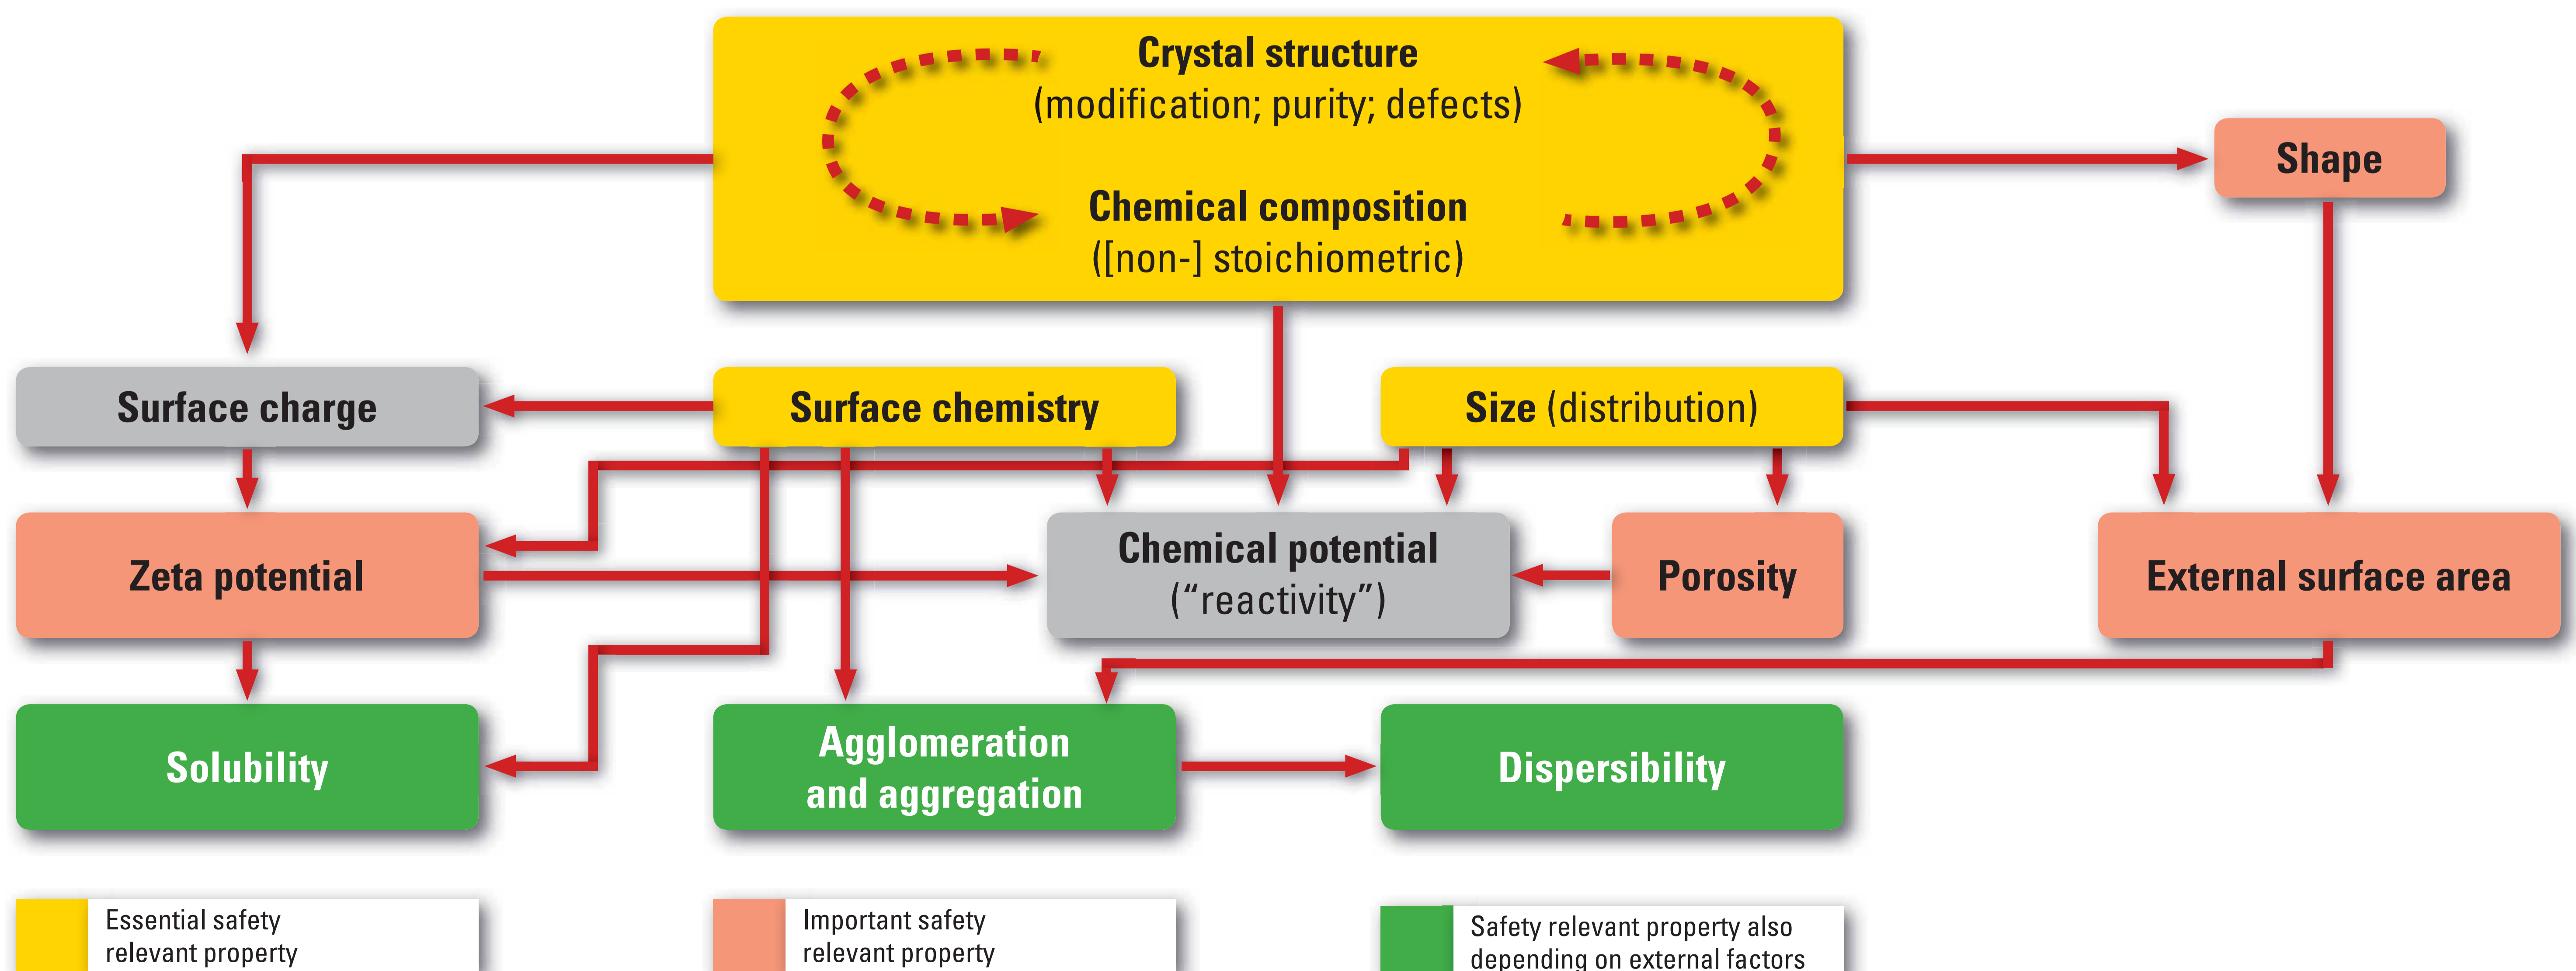 Crystal structure
(modification; purity; defects)
Shape
Chemical composition
([non-] stoichiometric)
Surface charge
Surface chemistry
Size (distribution)
Zeta potential
Chemical potential
("reactivity")
Porosity
External surface area
Solubility
Agglomeration
and aggregation
Dispersibility
Essential safety
relevant property
Important safety
relevant property
Safety relevant property also
depending on external factors